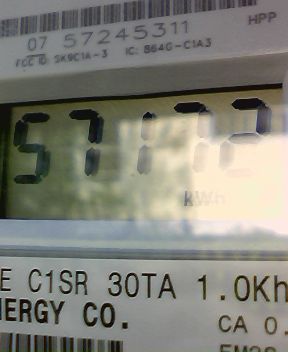 HPP
07 57245311
FCC ID: SK9C1A-3 IC: 864G-C1A3
57172
kWh
E C1SR 30TA 1.0Kh
NERGY CO.
CA 0.